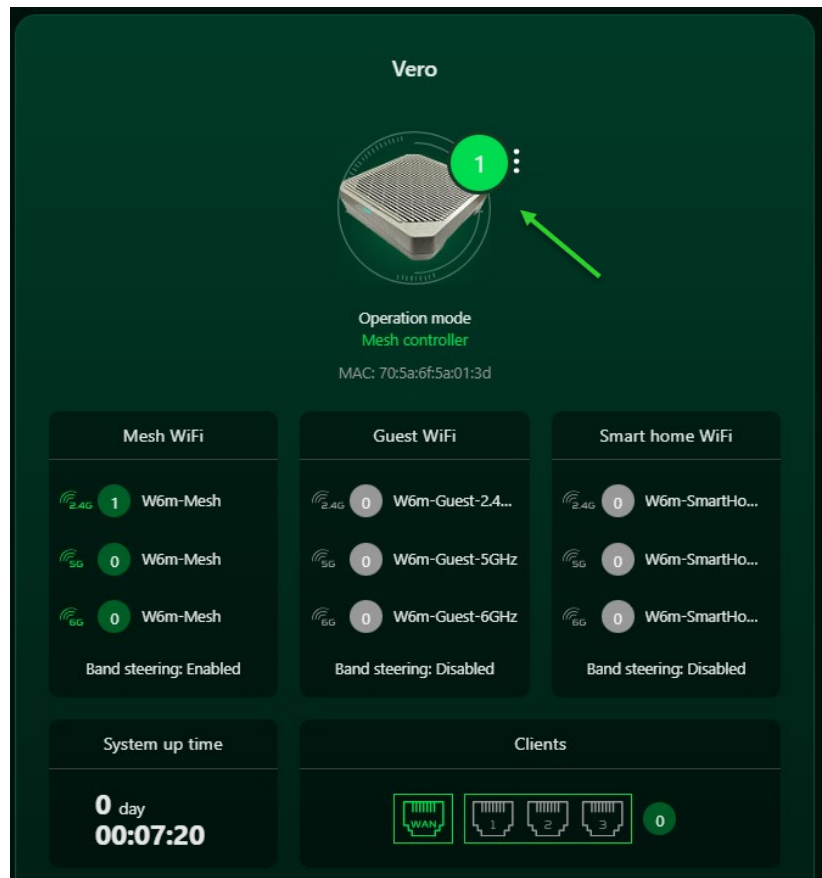 Vero
1
Operation mode
Mesh controller
MAC: 70:5a:6f:5a:01:3d
Mesh WiFi
2.4G 1 W6m-Mesh
5G 0 W6m-Mesh
6G 0 W6m-Mesh
Band steering: Enabled
Guest WiFi
2.4G 0 W6m-Guest-2.4...
5G 0 W6m-Guest-5GHz
6G 0 W6m-Guest-6GHz
Band steering: Disabled
Smart home WiFi
2.4G 0 W6m-SmartHo...
5G 0 W6m-SmartHo...
6G 0 W6m-SmartHo...
Band steering: Disabled
System up time
0 day
00:07:20
Clients
WAN 1 2 3 0